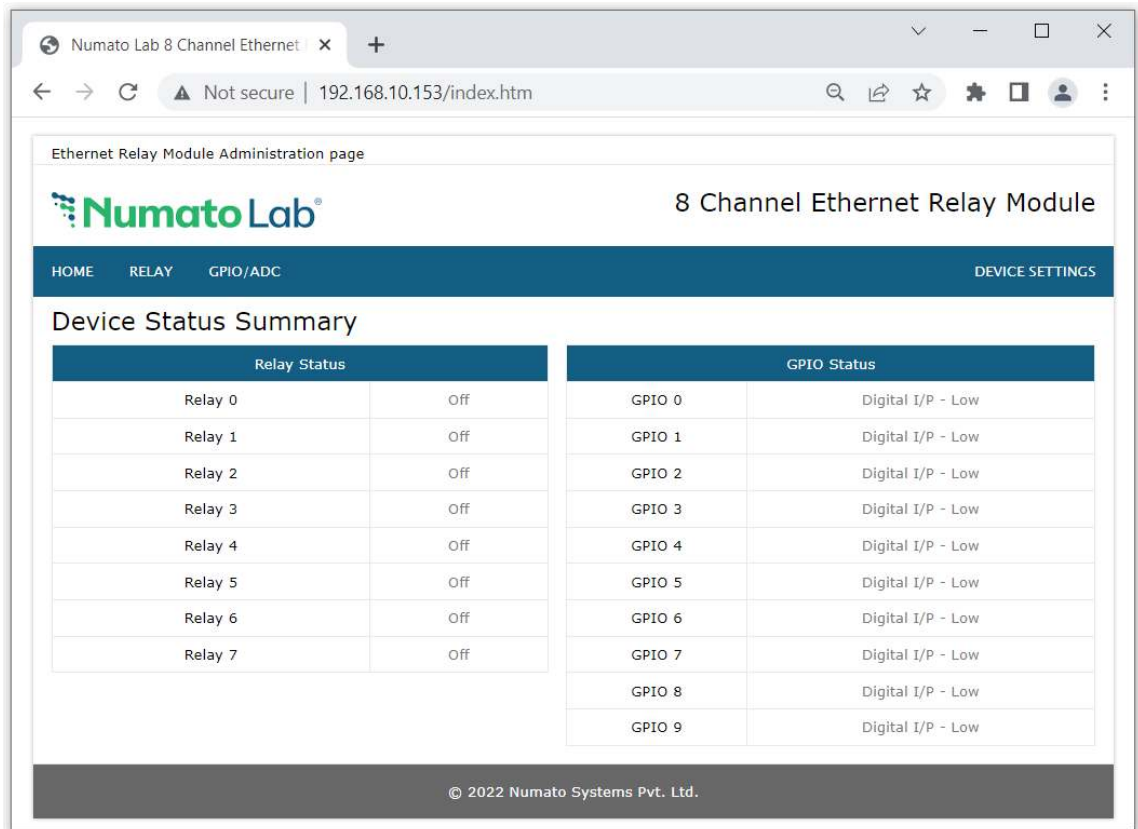 Numato Lab 8 Channel Ethernet
Not secure | 192.168.10.153/index.htm
Ethernet Relay Module Administration page
Numato Lab®
8 Channel Ethernet Relay Module
HOME RELAY GPIO/ADC DEVICE SETTINGS
Device Status Summary
Relay Status
Relay 0 Off
Relay 1 Off
Relay 2 Off
Relay 3 Off
Relay 4 Off
Relay 5 Off
Relay 6 Off
Relay 7 Off
GPIO Status
GPIO 0 Digital I/P - Low
GPIO 1 Digital I/P - Low
GPIO 2 Digital I/P - Low
GPIO 3 Digital I/P - Low
GPIO 4 Digital I/P - Low
GPIO 5 Digital I/P - Low
GPIO 6 Digital I/P - Low
GPIO 7 Digital I/P - Low
GPIO 8 Digital I/P - Low
GPIO 9 Digital I/P - Low
© 2022 Numato Systems Pvt. Ltd.